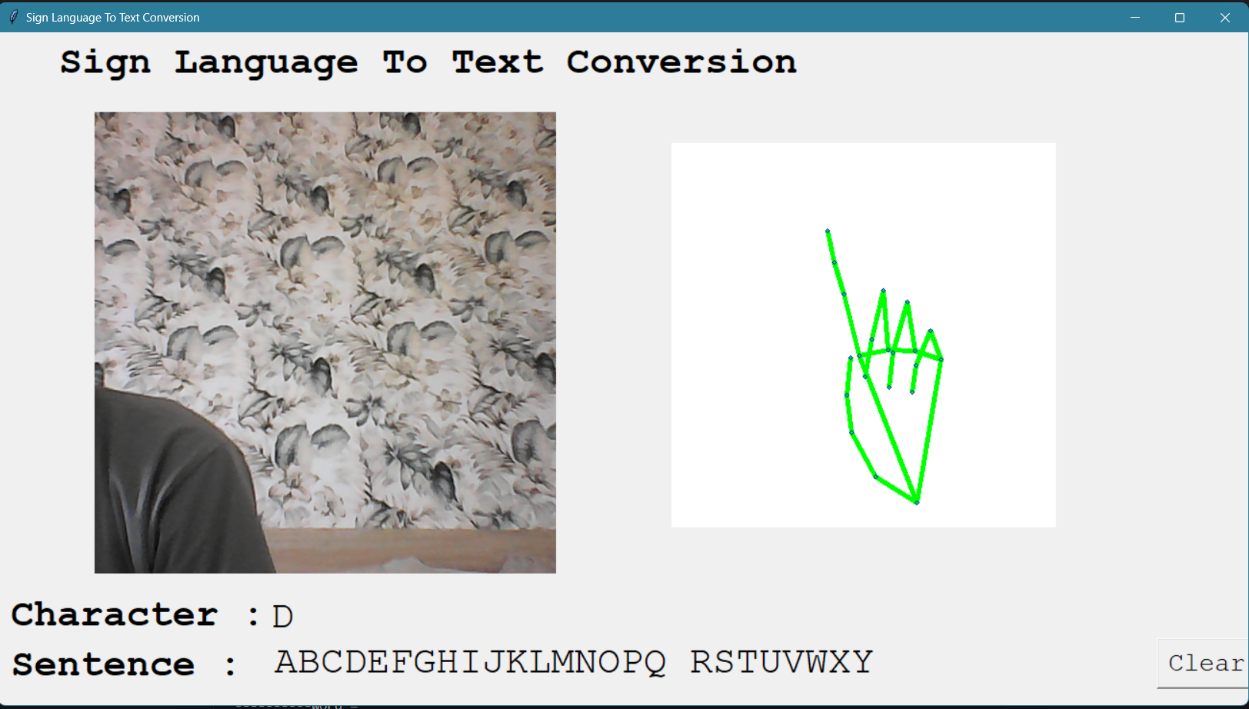 Sign Language To Text Conversion
Sign Language To Text Conversion
Character : D
Sentence : ABCDEFGHIJKLMNOPQ RSTUVWXY
Clear